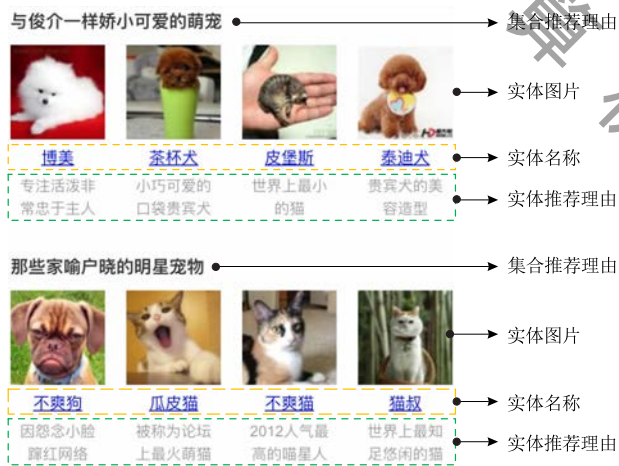 与俊介一样娇小可爱的萌宠 集合推荐理由
实体图片
博美 茶杯犬 皮堡斯 泰迪犬 实体名称
专注活泼非 小巧可爱的 世界上最小 贵宾犬的美
常忠于主人 口袋贵宾犬 的猫 容造型
实体推荐理由
那些家喻户晓的明星宠物 集合推荐理由
实体图片
不爽狗 瓜皮猫 不爽猫 猫叔 实体名称
因怨念小脸 被称为论坛 2012人气最 世界上最知
蹿红网络 上最火萌猫 高的喵星人 足悠闲的猫
实体推荐理由